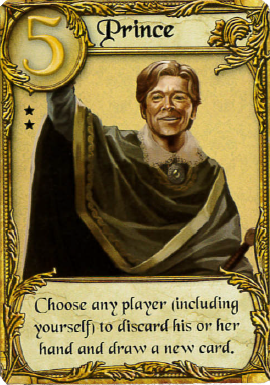 5 Prince
Choose any player (including
yourself) to discard his or her
hand and draw a new card.